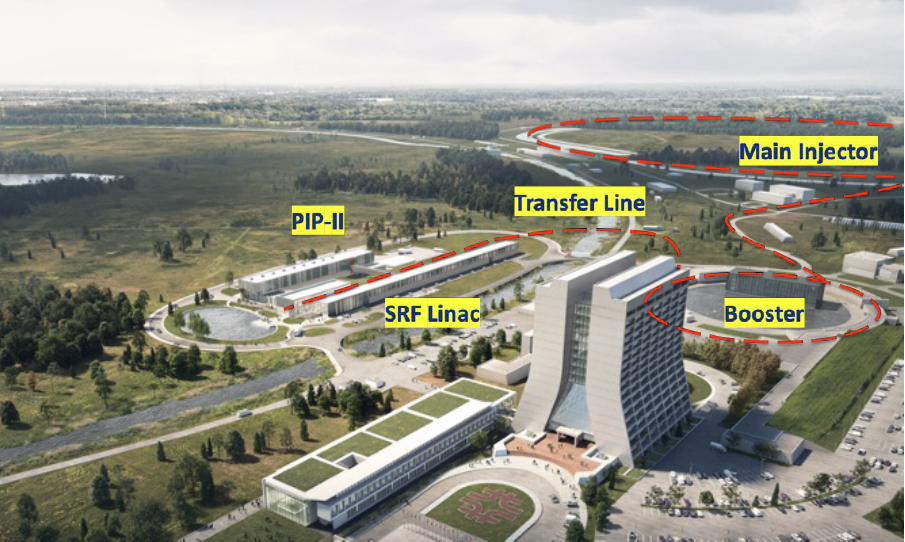 Main Injector
Transfer Line
PIP-II
SRF Linac
Booster